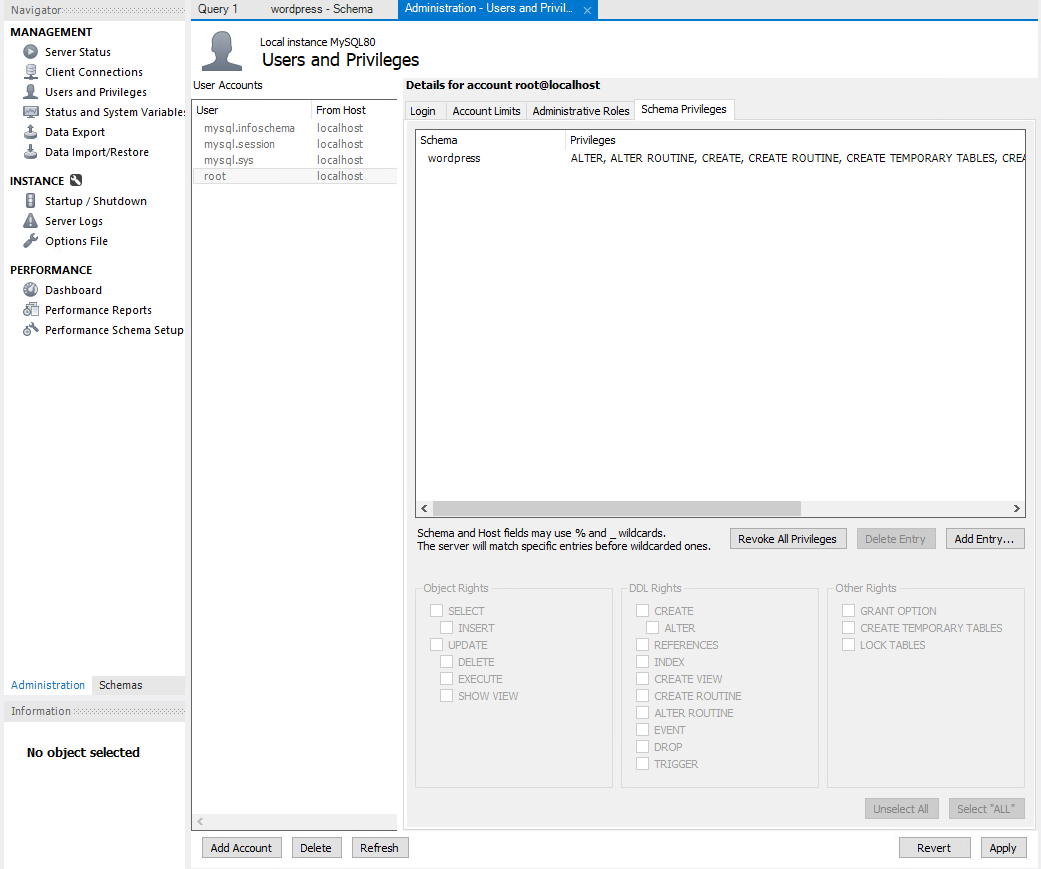 Navigator
MANAGEMENT
Server Status
Client Connections
Users and Privileges
Status and System Variables
Data Export
Data Import/Restore
INSTANCE
Startup / Shutdown
Server Logs
Options File
PERFORMANCE
Dashboard
Performance Reports
Performance Schema Setup
Administration Schemas
Information
No object selected
Query 1 wordpress - Schema Administration - Users and Privil...
Local instance MySQL80
Users and Privileges
User Accounts
User From Host
mysql.infoschema localhost
mysql.session localhost
mysql.sys localhost
root localhost
Details for account root@localhost
Login Account Limits Administrative Roles Schema Privileges
Schema Privileges
wordpress ALTER, ALTER ROUTINE, CREATE, CREATE ROUTINE, CREATE TEMPORARY TABLES, CREA
Schema and Host fields may use % and _ wildcards.
The server will match specific entries before wildcarded ones.
Revoke All Privileges Delete Entry Add Entry...
Object Rights
SELECT
INSERT
UPDATE
DELETE
EXECUTE
SHOW VIEW
DDL Rights
CREATE
ALTER
REFERENCES
INDEX
CREATE VIEW
CREATE ROUTINE
ALTER ROUTINE
EVENT
DROP
TRIGGER
Other Rights
GRANT OPTION
CREATE TEMPORARY TABLES
LOCK TABLES
Unselect All Select "ALL"
Add Account Delete Refresh Revert Apply